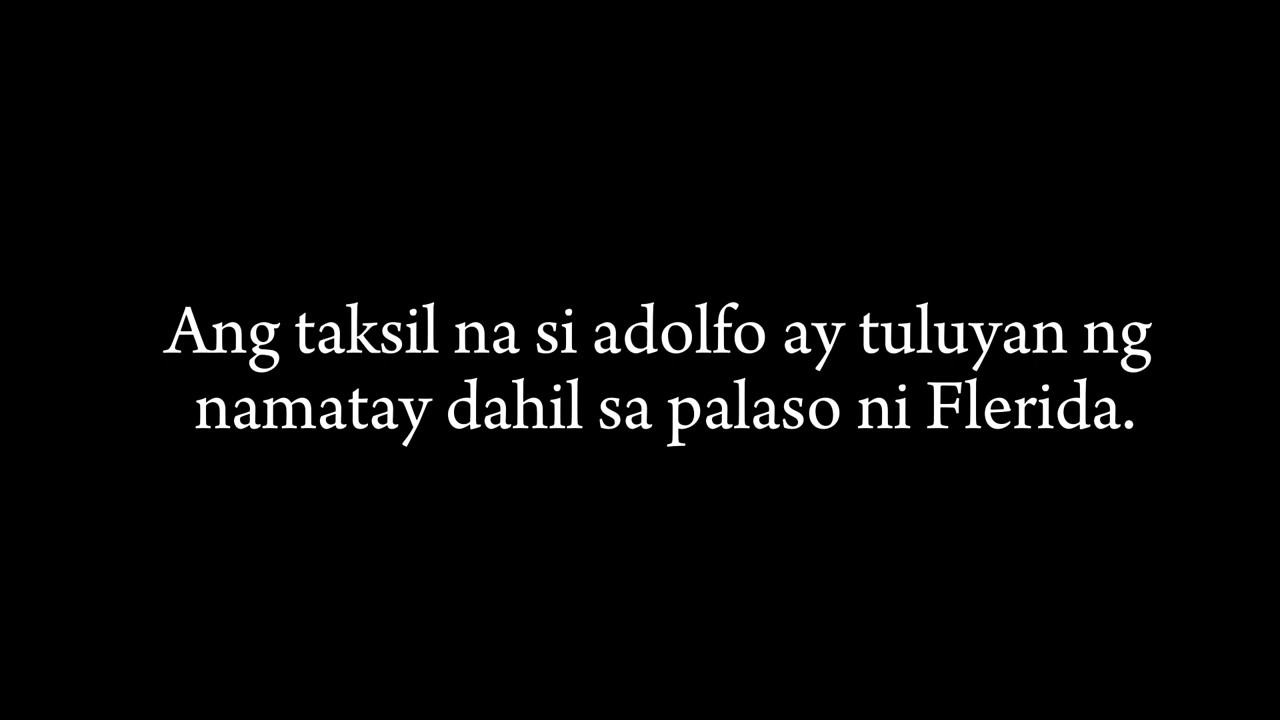 Ang taksil na si adolfo ay tuluyan ng
namatay dahil sa palaso ni Flerida.